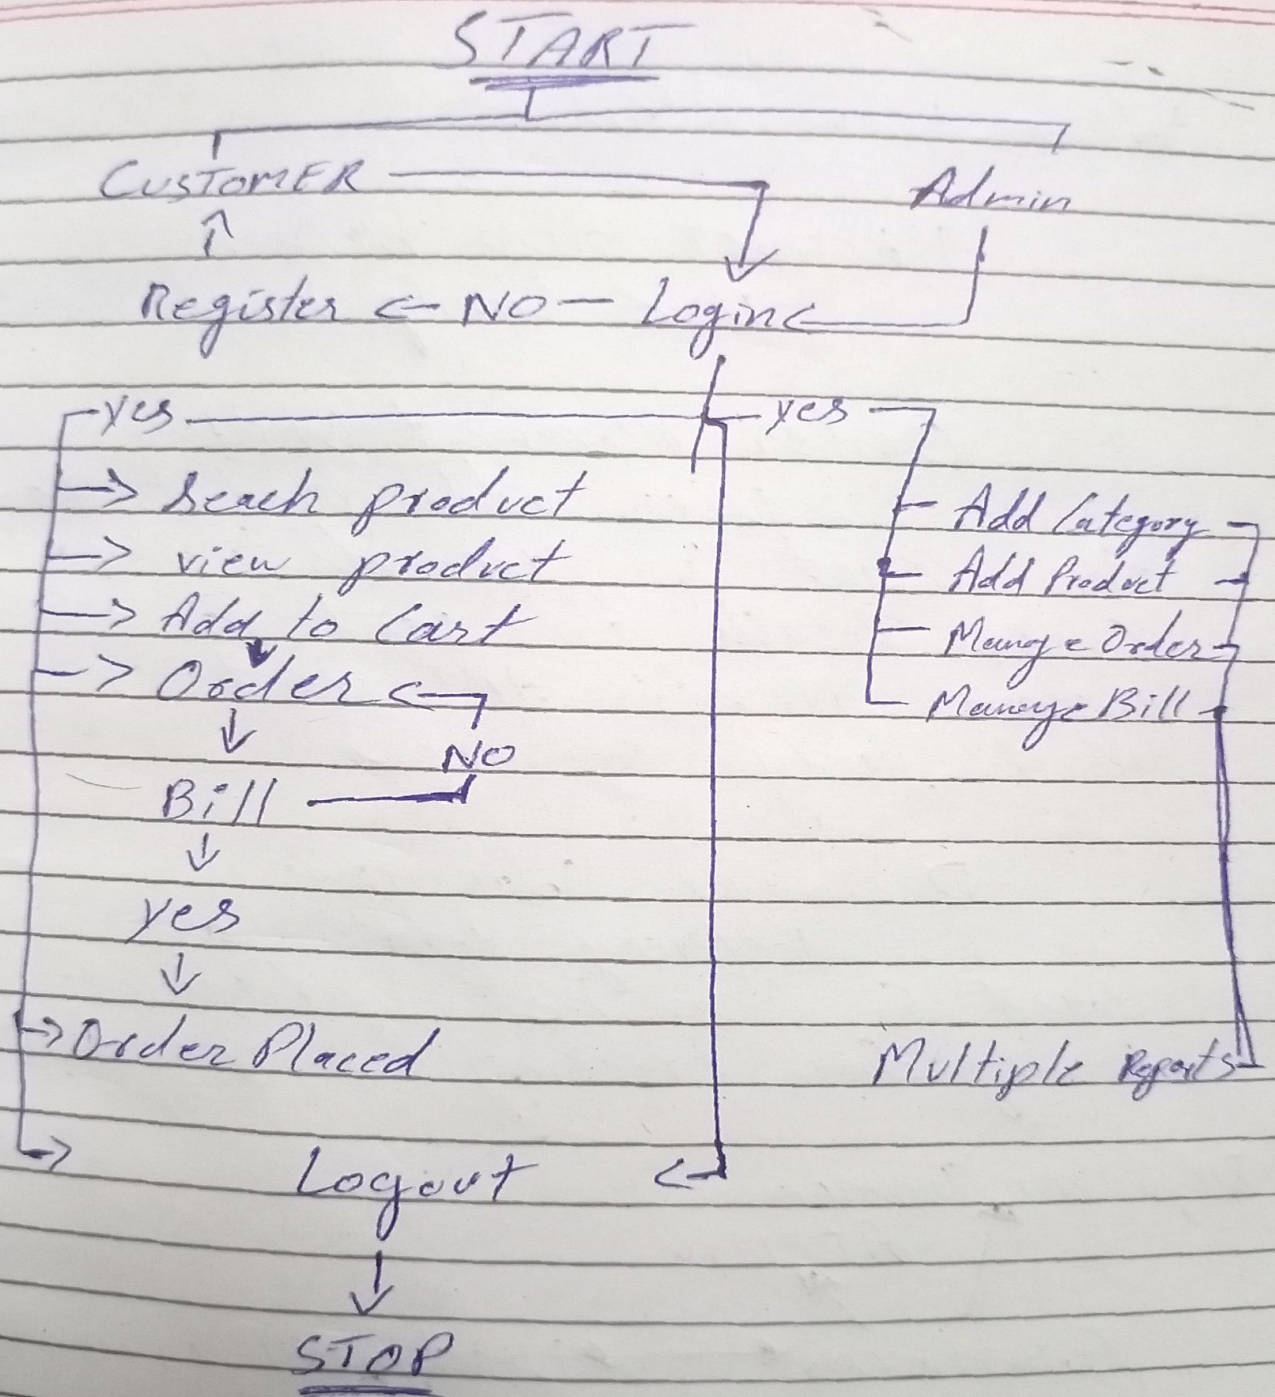 START
CUSTOMER Admin
Register NO Login
yes yes
Seach product Add Category
view product Add Product
Add to Cart Mange Order
Order Manage Bill
NO
Bill
yes
Order Placed Multiple Reports
Logout
STOP